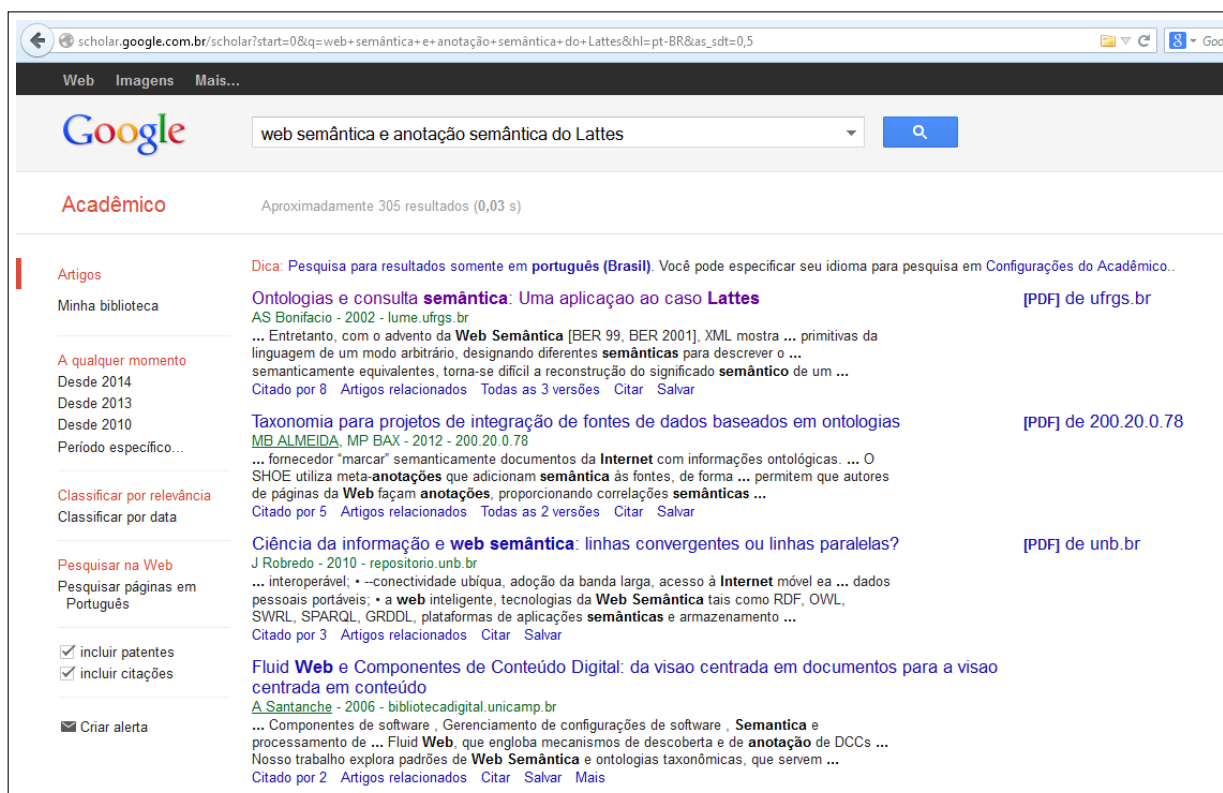 scholar.google.com.br/scholar?start=0&q=web+semântica+e+anotação+semântica+do+Lattes&hl=pt-BR&as_sdt=0,5
8
Goo
Web Imagens Mais...
Google
web semântica e anotação semântica do Lattes
Acadêmico
Aproximadamente 305 resultados (0,03 s)
Artigos
Minha biblioteca
A qualquer momento
Desde 2014
Desde 2013
Desde 2010
Período específico...
Classificar por relevância
Classificar por data
Pesquisar na Web
Pesquisar páginas em
Português
incluir patentes
incluir citações
Criar alerta
Dica: Pesquisa para resultados somente em português (Brasil). Você pode especificar seu idioma para pesquisa em Configurações do Acadêmico..
Ontologias e consulta semântica: Uma aplicaçao ao caso Lattes
[PDF] de ufrgs.br
AS Bonifacio - 2002 - lume.ufrgs.br
... Entretanto, com o advento da Web Semântica [BER 99, BER 2001], XML mostra ... primitivas da
linguagem de um modo arbitrário, designando diferentes semânticas para descrever o ...
semanticamente equivalentes, torna-se difícil a reconstrução do significado semântico de um ...
Citado por 8 Artigos relacionados Todas as 3 versões Citar Salvar
Taxonomia para projetos de integração de fontes de dados baseados em ontologias
[PDF] de 200.20.0.78
MB ALMEIDA, MP BAX - 2012 - 200.20.0.78
... fornecedor “marcar” semanticamente documentos da Internet com informações ontológicas. ... O
SHOE utiliza meta-anotações que adicionam semântica às fontes, de forma ... permitem que autores
de páginas da Web façam anotações, proporcionando correlações semânticas ...
Citado por 5 Artigos relacionados Todas as 2 versões Citar Salvar
Ciência da informação e web semântica: linhas convergentes ou linhas paralelas?
[PDF] de unb.br
J Robredo - 2010 - repositorio.unb.br
... interoperável; • --conectividade ubíqua, adoção da banda larga, acesso à Internet móvel ea ... dados
pessoais portáveis; • a web inteligente, tecnologias da Web Semântica tais como RDF, OWL,
SWRL, SPARQL, GRDDL, plataformas de aplicações semânticas e armazenamento ...
Citado por 3 Artigos relacionados Citar Salvar
Fluid Web e Componentes de Conteúdo Digital: da visao centrada em documentos para a visao
centrada em conteúdo
A Santanche - 2006 - bibliotecadigital.unicamp.br
... Componentes de software , Gerenciamento de configurações de software , Semantica e
processamento de ... Fluid Web, que engloba mecanismos de descoberta e de anotação de DCCs ...
Nosso trabalho explora padrões de Web Semântica e ontologias taxonômicas, que servem ...
Citado por 2 Artigos relacionados Citar Salvar Mais